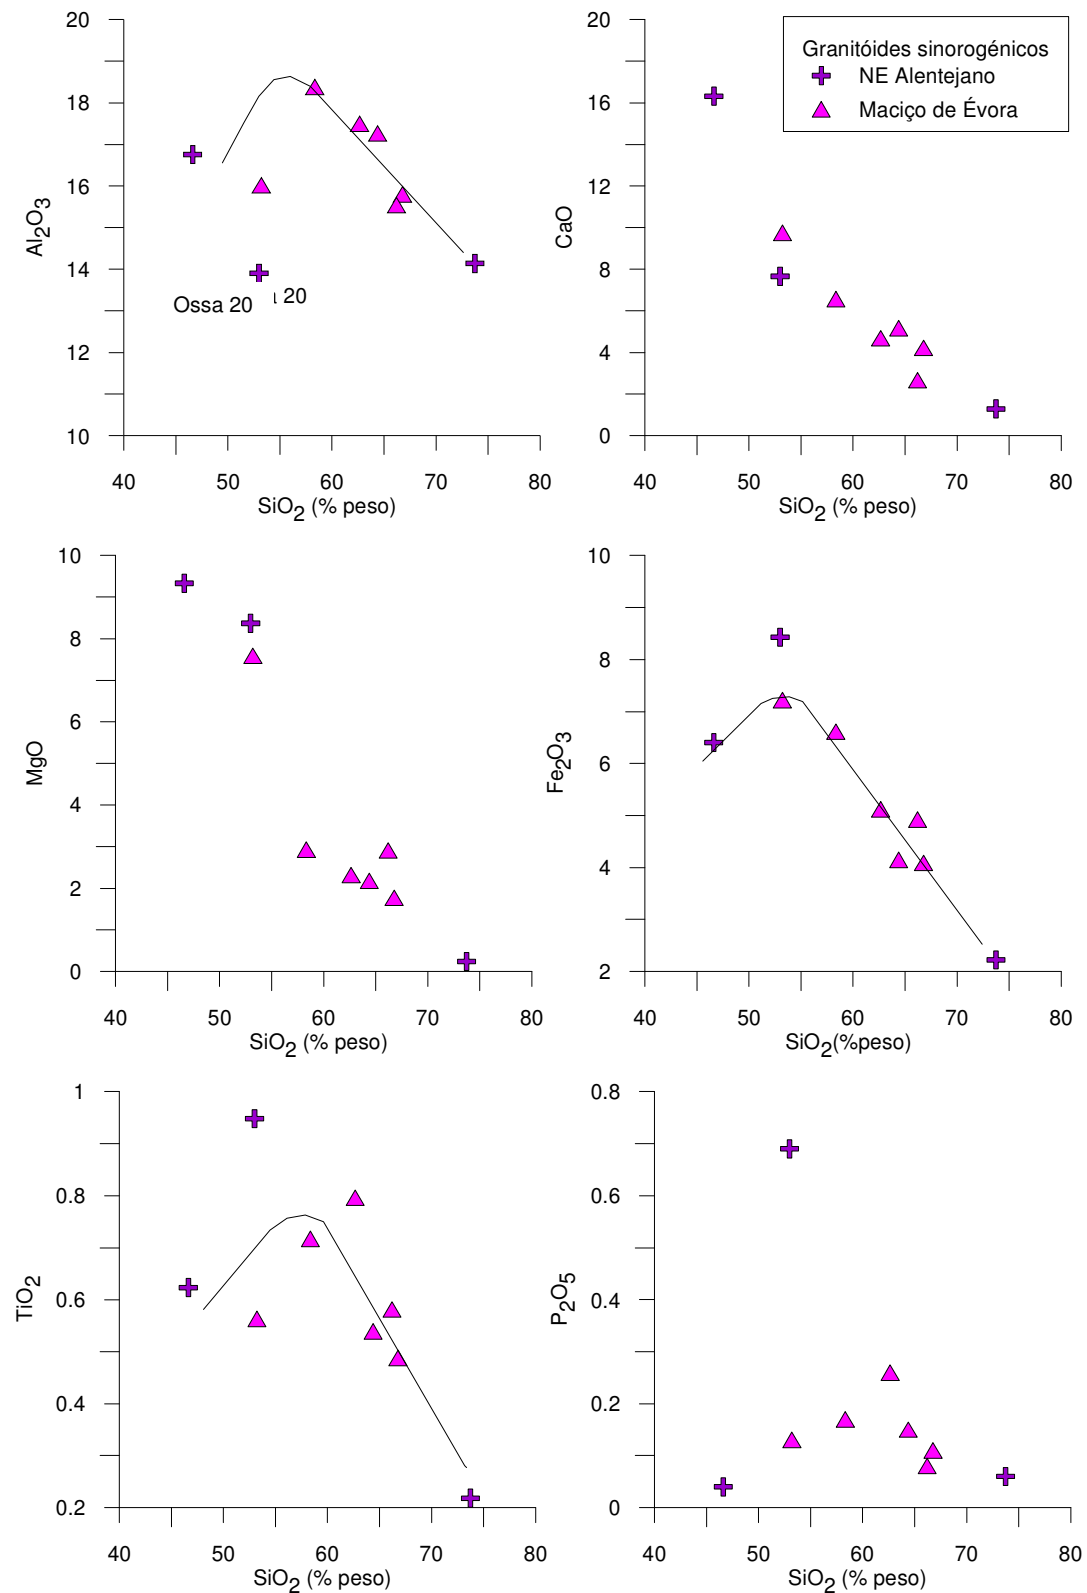 20
18
16
14
12
10
Al2O3
Ossa 20
20
40 50 60 70 80
SiO2 (% peso)
Granitóides sinorogénicos
NE Alentejano
Maciço de Évora
16
12
8
4
0
CaO
40 50 60 70 80
SiO2 (% peso)
10
8
6
4
2
0
MgO
40 50 60 70 80
SiO2 (% peso)
10
8
6
4
2
Fe2O3
40 50 60 70 80
SiO2(%peso)
1
0.8
0.6
0.4
0.2
TiO2
40 50 60 70 80
SiO2 (% peso)
0.8
0.6
0.4
0.2
0
P2O5
40 50 60 70 80
SiO2 (% peso)